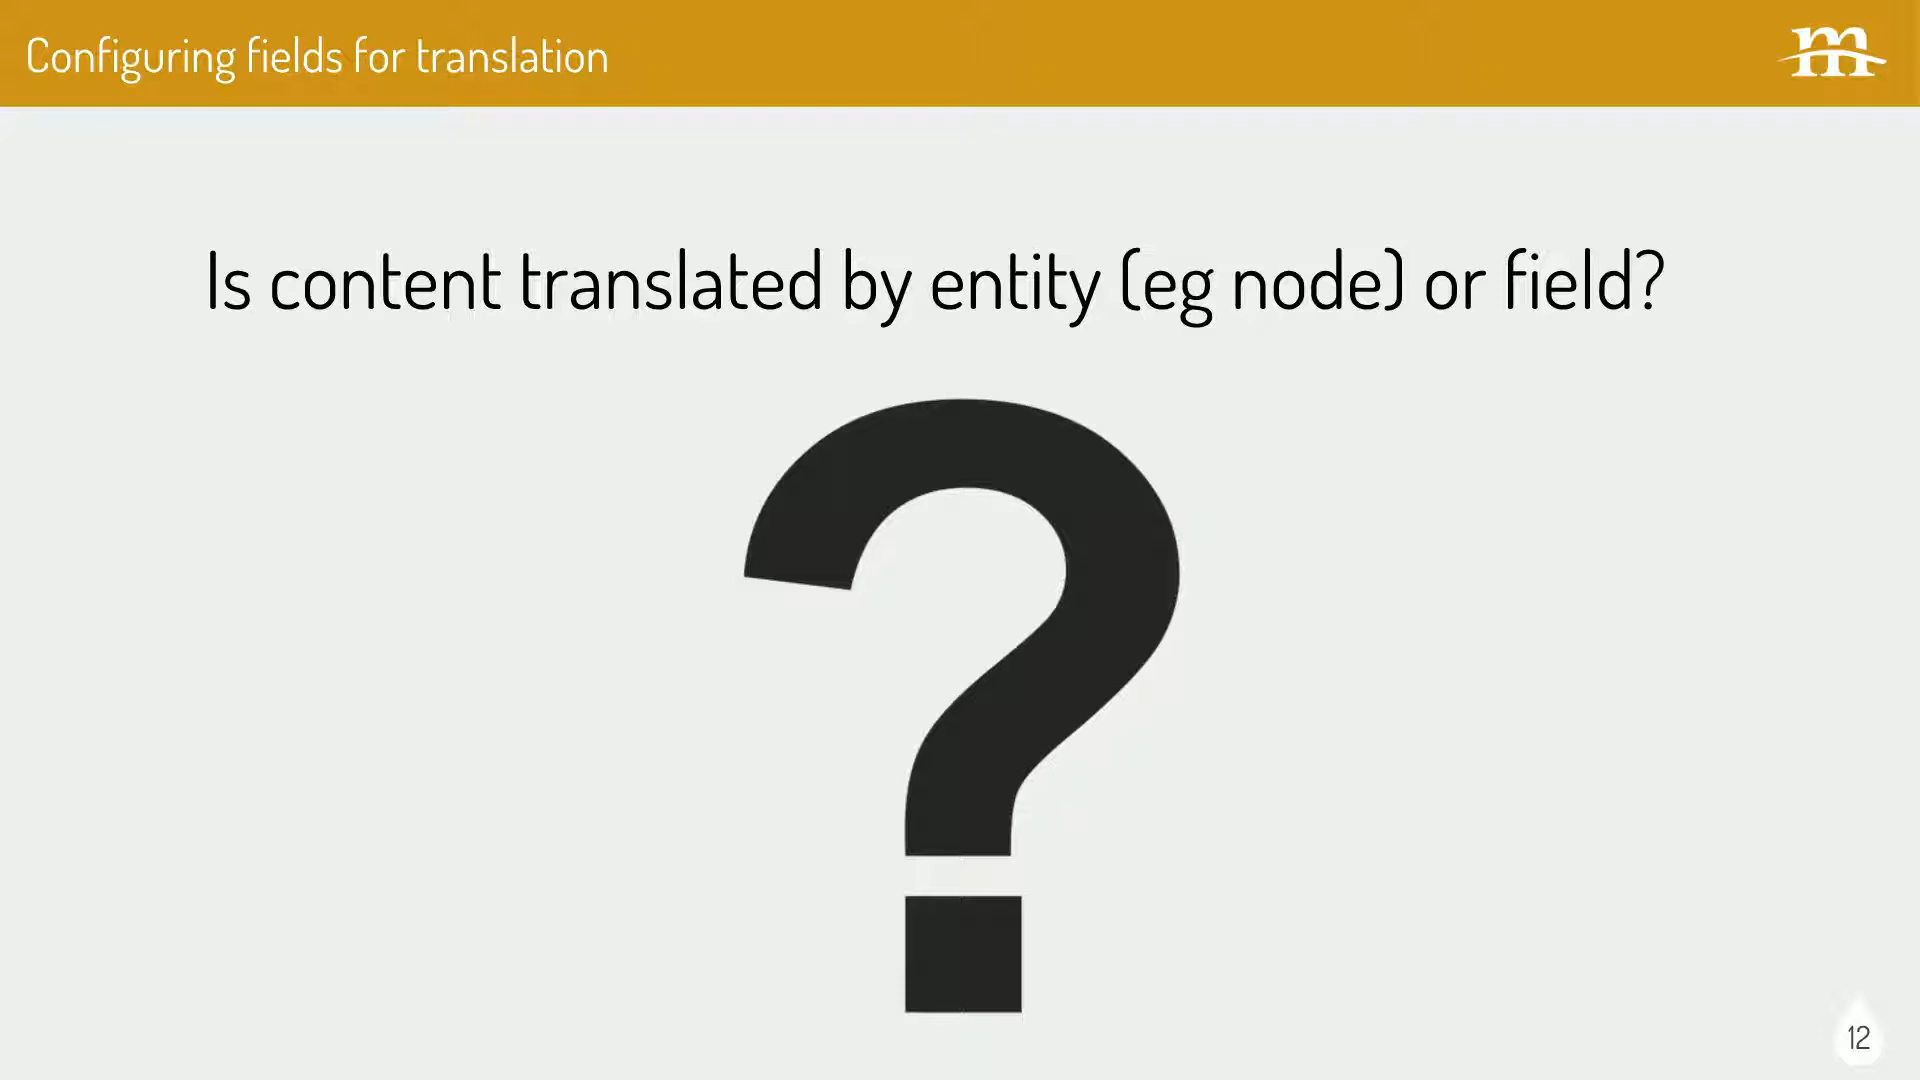 Configuring fields for translation
m
Is content translated by entity (eg node) or field?
?
12